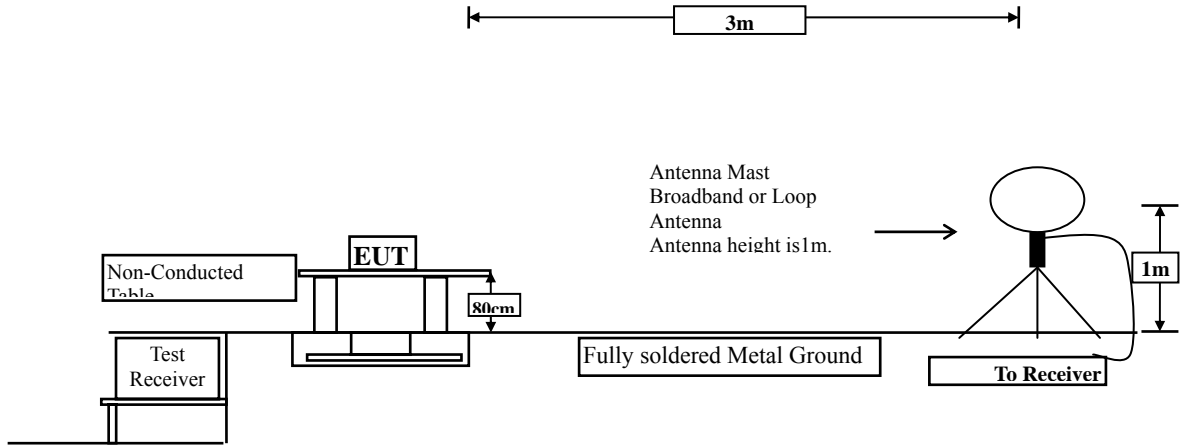 3m
Antenna Mast
Broadband or Loop
Antenna
Antenna height is1m.
EUT
Non-Conducted
Table
80cm
1m
Test
Receiver
Fully soldered Metal Ground
To Receiver